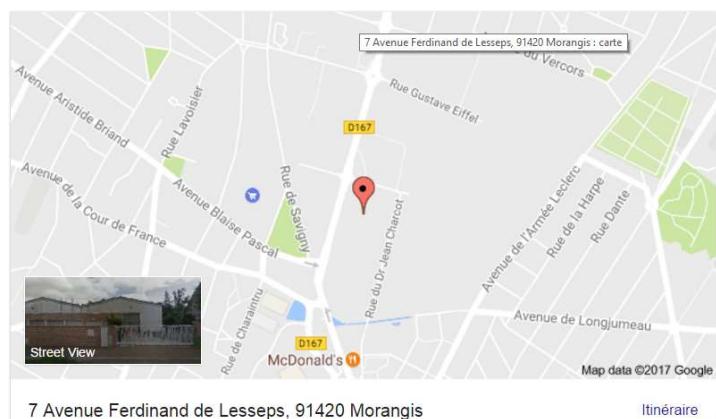 7 Avenue Ferdinand de Lesseps, 91420 Morangis : carte
du Vercors
Avenue Aristide Briand
Rue Lavoisier
Rue Gustave Eiffel
D167
Avenue de la Cour de France
Avenue Blaise Pascal
Rue de Savigny
Rue du Dr Jean Charcot
Avenue de l'Armée Leclerc
Rue de la Harpe
Rue Dante
Rue de Charaintru
Avenue de Longjumeau
D167
McDonald's
Street View
Map data ©2017 Google
7 Avenue Ferdinand de Lesseps, 91420 Morangis
Itinéraire